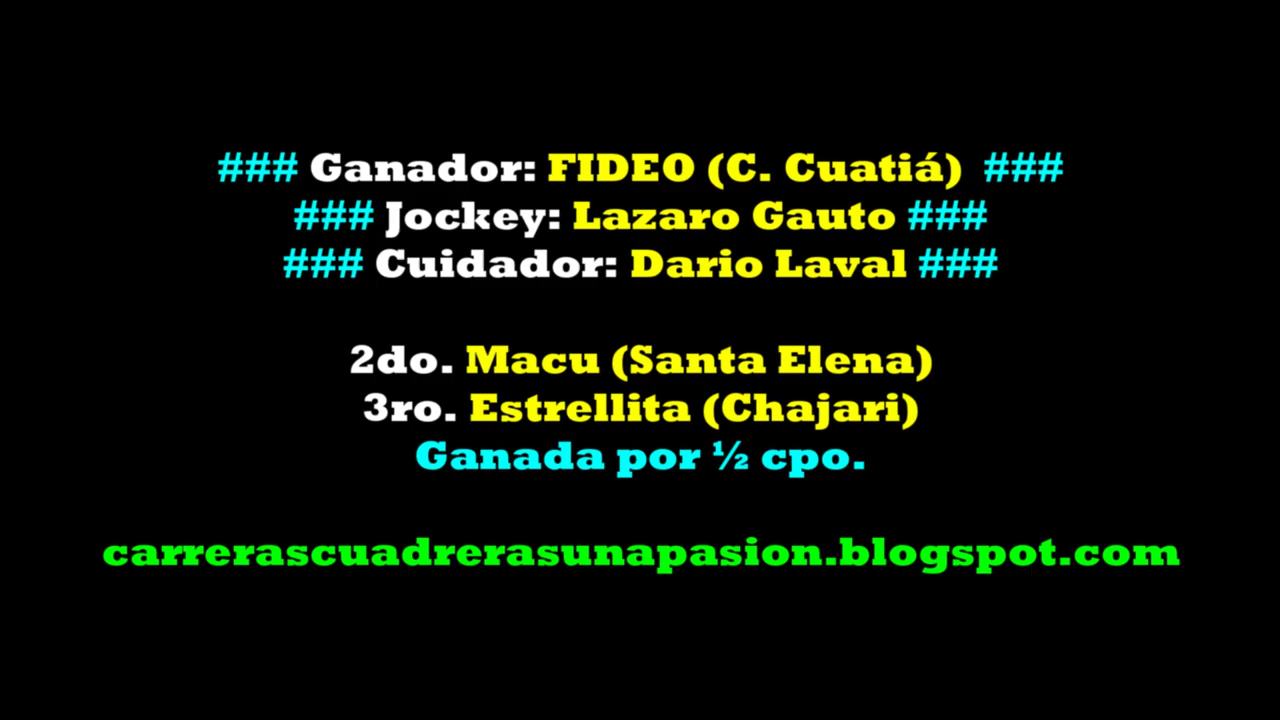 ### Ganador: FIDEO (C. Cuatiá) ###
### Jockey: Lazaro Gauto ###
### Cuidador: Dario Laval ###
2do. Macu (Santa Elena)
3ro. Estrellita (Chajari)
Ganada por ½ cpo.
carrerascuadrerasunapasion.blogspot.com